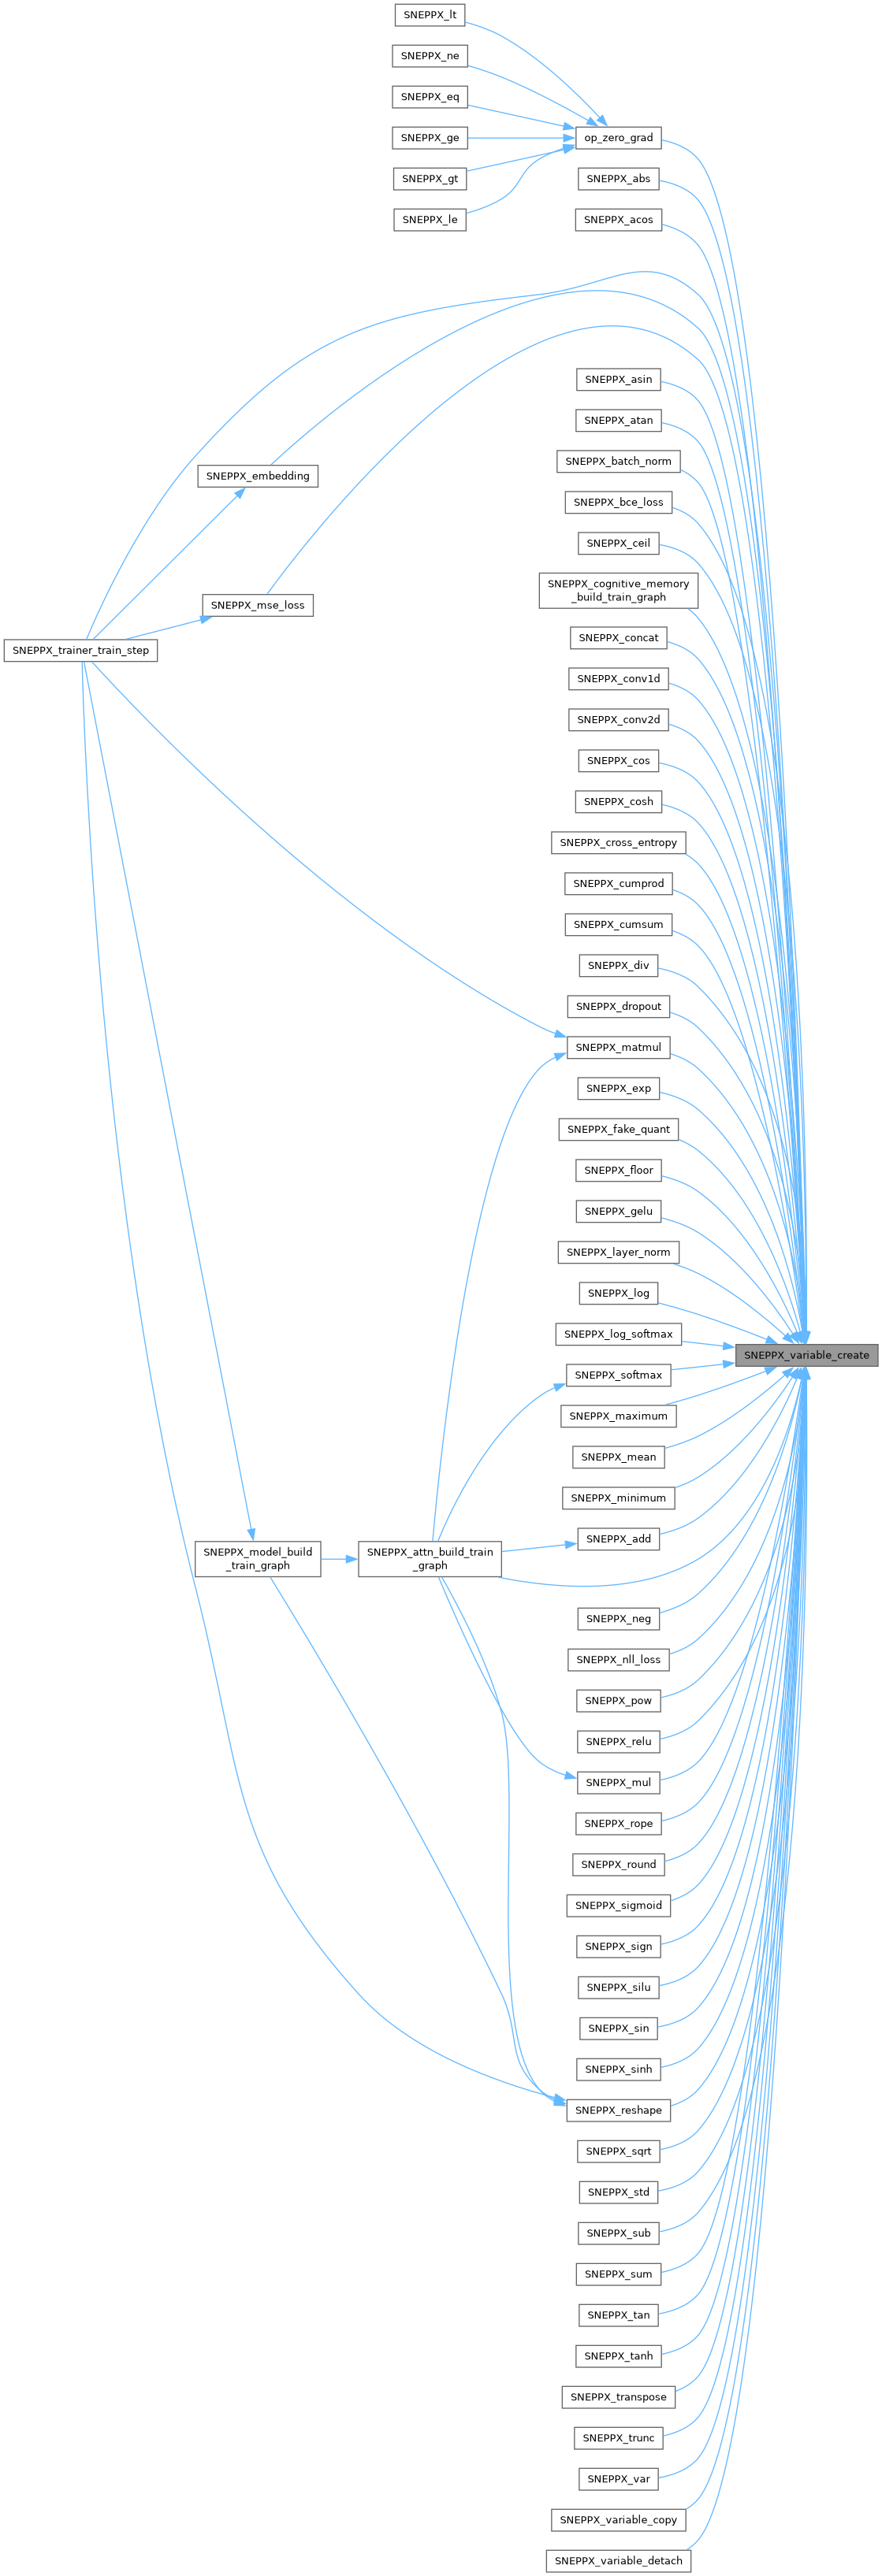 SNEPPX_lt
SNEPPX_ne
SNEPPX_eq
op_zero_grad
SNEPPX_ge
SNEPPX_gt
SNEPPX_abs
SNEPPX_le
SNEPPX_acos
SNEPPX_asin
SNEPPX_atan
SNEPPX_batch_norm
SNEPPX_embedding
SNEPPX_bce_loss
SNEPPX_ceil
SNEPPX_cognitive_memory
_build_train_graph
SNEPPX_mse_loss
SNEPPX_concat
SNEPPX_trainer_train_step
SNEPPX_conv1d
SNEPPX_conv2d
SNEPPX_cos
SNEPPX_cosh
SNEPPX_cross_entropy
SNEPPX_cumprod
SNEPPX_cumsum
SNEPPX_div
SNEPPX_dropout
SNEPPX_matmul
SNEPPX_exp
SNEPPX_fake_quant
SNEPPX_floor
SNEPPX_gelu
SNEPPX_layer_norm
SNEPPX_log
SNEPPX_log_softmax
SNEPPX_variable_create
SNEPPX_softmax
SNEPPX_maximum
SNEPPX_mean
SNEPPX_minimum
SNEPPX_add
SNEPPX_model_build
_train_graph
SNEPPX_attn_build_train
_graph
SNEPPX_neg
SNEPPX_nll_loss
SNEPPX_pow
SNEPPX_relu
SNEPPX_mul
SNEPPX_rope
SNEPPX_round
SNEPPX_sigmoid
SNEPPX_sign
SNEPPX_silu
SNEPPX_sin
SNEPPX_sinh
SNEPPX_reshape
SNEPPX_sqrt
SNEPPX_std
SNEPPX_sub
SNEPPX_sum
SNEPPX_tan
SNEPPX_tanh
SNEPPX_transpose
SNEPPX_trunc
SNEPPX_var
SNEPPX_variable_copy
SNEPPX_variable_detach